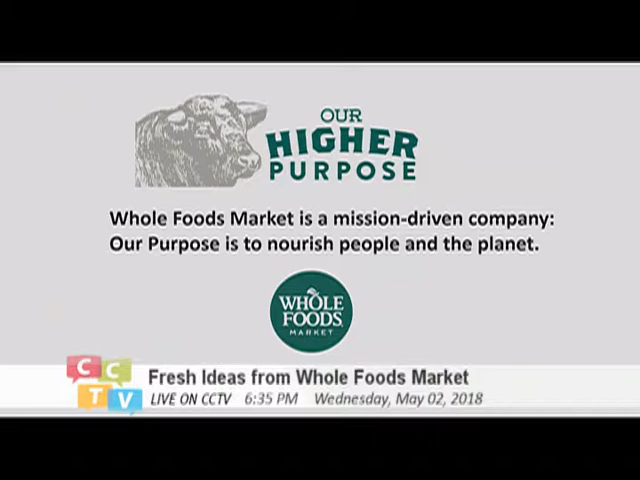 OUR
HIGHER
PURPOSE
Whole Foods Market is a mission-driven company:
Our Purpose is to nourish people and the planet.
WHOLE
FOODS
MARKET
CCTV
Fresh Ideas from Whole Foods Market
LIVE ON CCTV 6:35 PM Wednesday, May 02, 2018